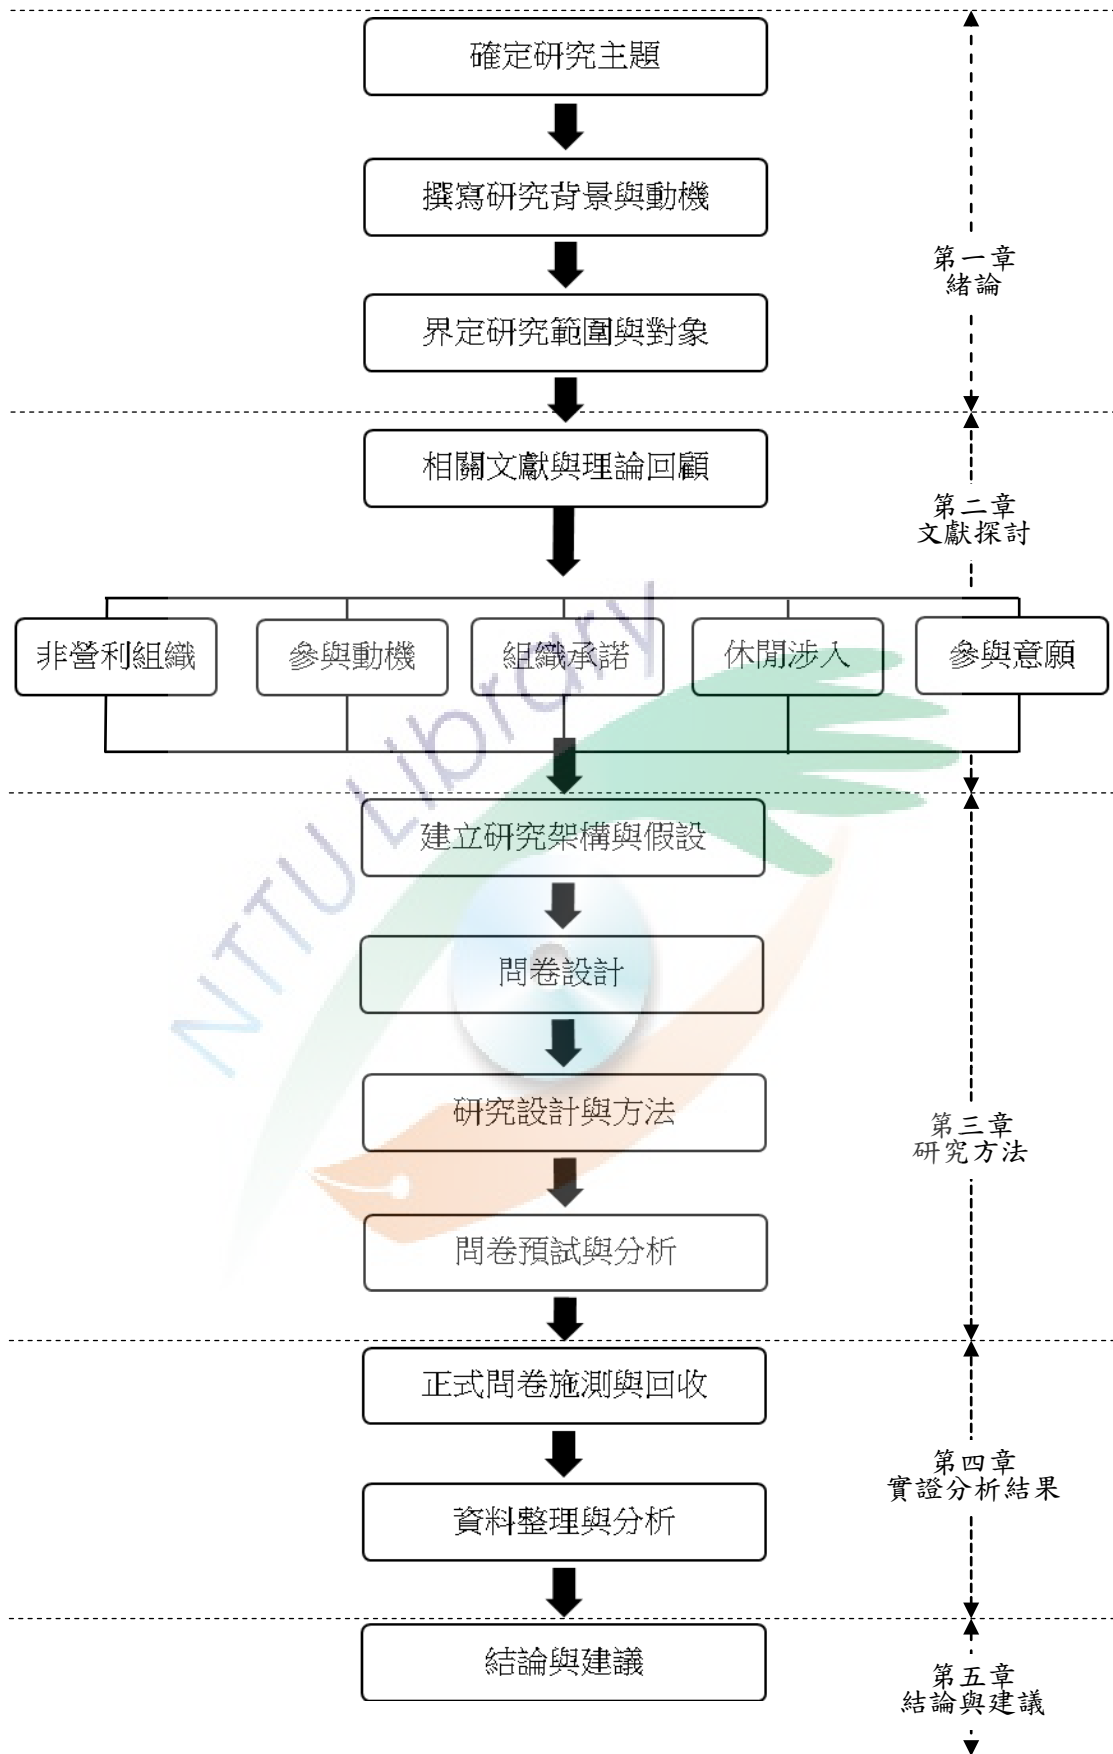 確定研究主題
撰寫研究背景與動機
第一章
緒論
界定研究範圍與對象
相關文獻與理論回顧
第二章
文獻探討
非營利組織
參與動機
組織承諾
休閒涉入
參與意願
NTTU Library
建立研究架構與假設
問卷設計
研究設計與方法
第三章
研究方法
問卷預試與分析
正式問卷施測與回收
第四章
實證分析結果
資料整理與分析
結論與建議
第五章
結論與建議